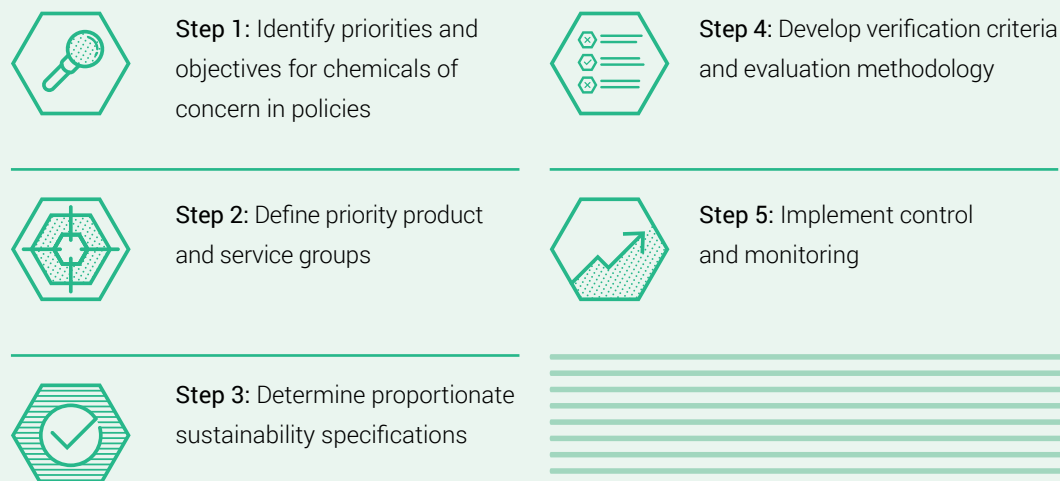 Step 1: Identify priorities and
objectives for chemicals of
concern in policies
Step 2: Define priority product
and service groups
Step 3: Determine proportionate
sustainability specifications
Step 4: Develop verification criteria
and evaluation methodology
Step 5: Implement control
and monitoring